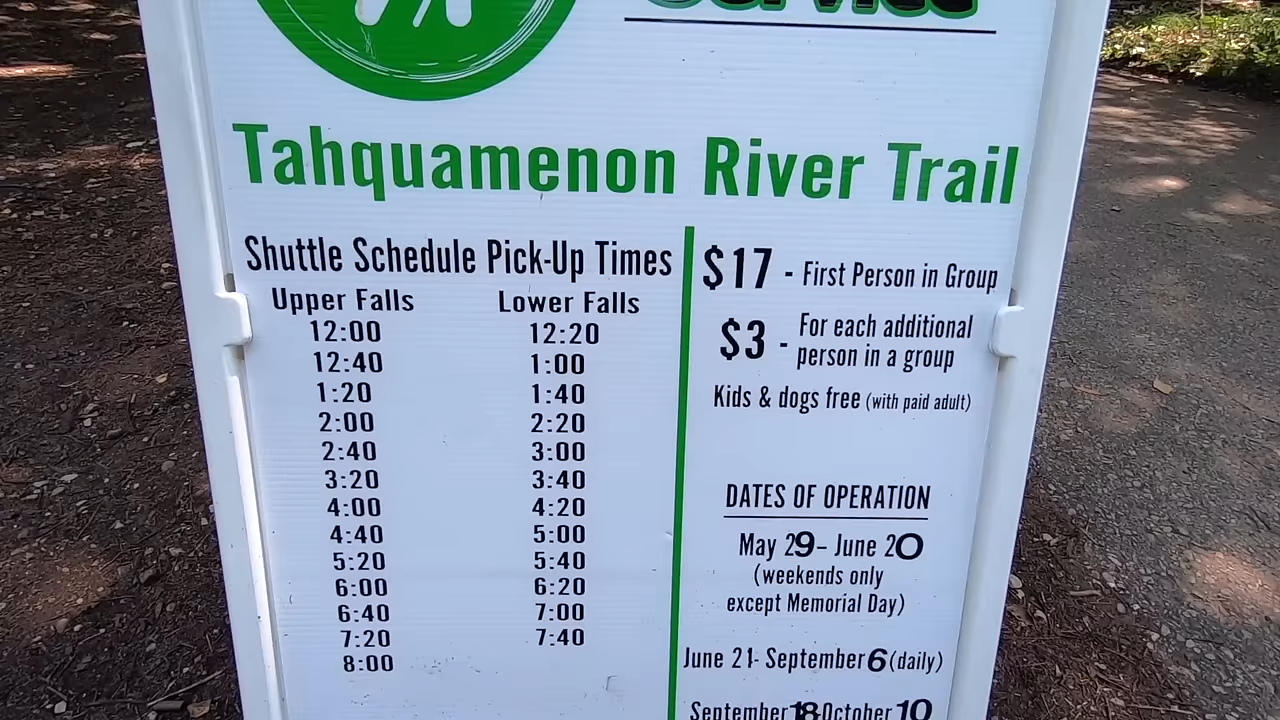 Service
Tahquamenon River Trail
Shuttle Schedule Pick-Up Times
Upper Falls Lower Falls
12:00 12:20
12:40 1:00
1:20 1:40
2:00 2:20
2:40 3:00
3:20 3:40
4:00 4:20
4:40 5:00
5:20 5:40
6:00 6:20
6:40 7:00
7:20 7:40
8:00
$17 - First Person in Group
$3 - For each additional
person in a group
Kids & dogs free (with paid adult)
DATES OF OPERATION
May 29 - June 20
(weekends only
except Memorial Day)
June 21- September 6 (daily)
September 18-October 10